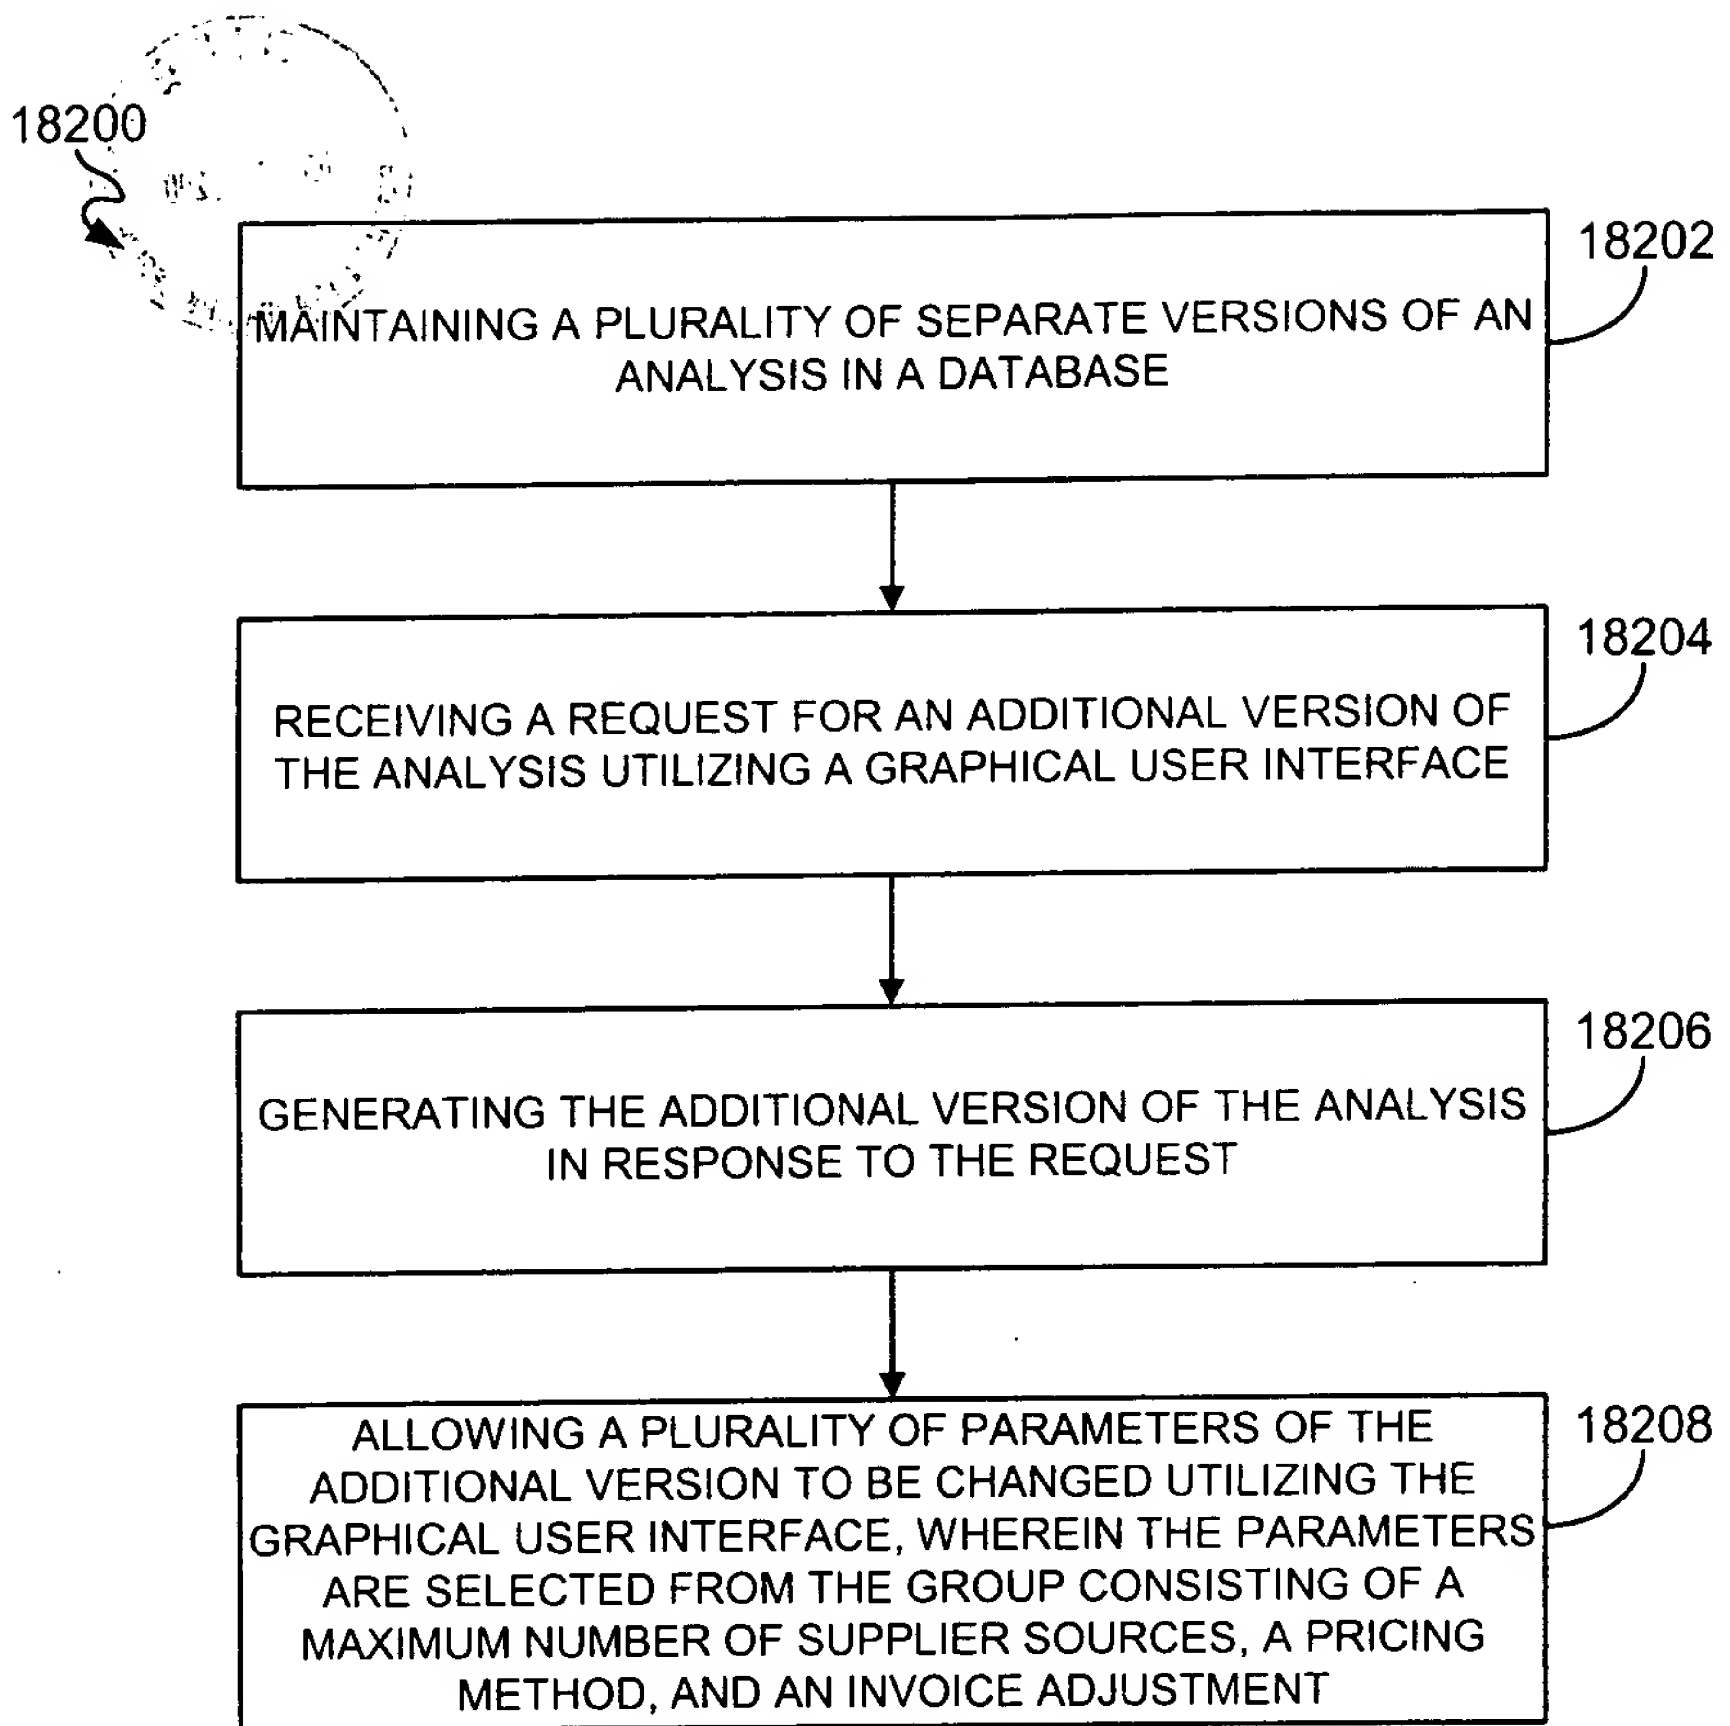 18200
18202
MAINTAINING A PLURALITY OF SEPARATE VERSIONS OF AN
ANALYSIS IN A DATABASE
18204
RECEIVING A REQUEST FOR AN ADDITIONAL VERSION OF
THE ANALYSIS UTILIZING A GRAPHICAL USER INTERFACE
18206
GENERATING THE ADDITIONAL VERSION OF THE ANALYSIS
IN RESPONSE TO THE REQUEST
18208
ALLOWING A PLURALITY OF PARAMETERS OF THE
ADDITIONAL VERSION TO BE CHANGED UTILIZING THE
GRAPHICAL USER INTERFACE, WHEREIN THE PARAMETERS
ARE SELECTED FROM THE GROUP CONSISTING OF A
MAXIMUM NUMBER OF SUPPLIER SOURCES, A PRICING
METHOD, AND AN INVOICE ADJUSTMENT